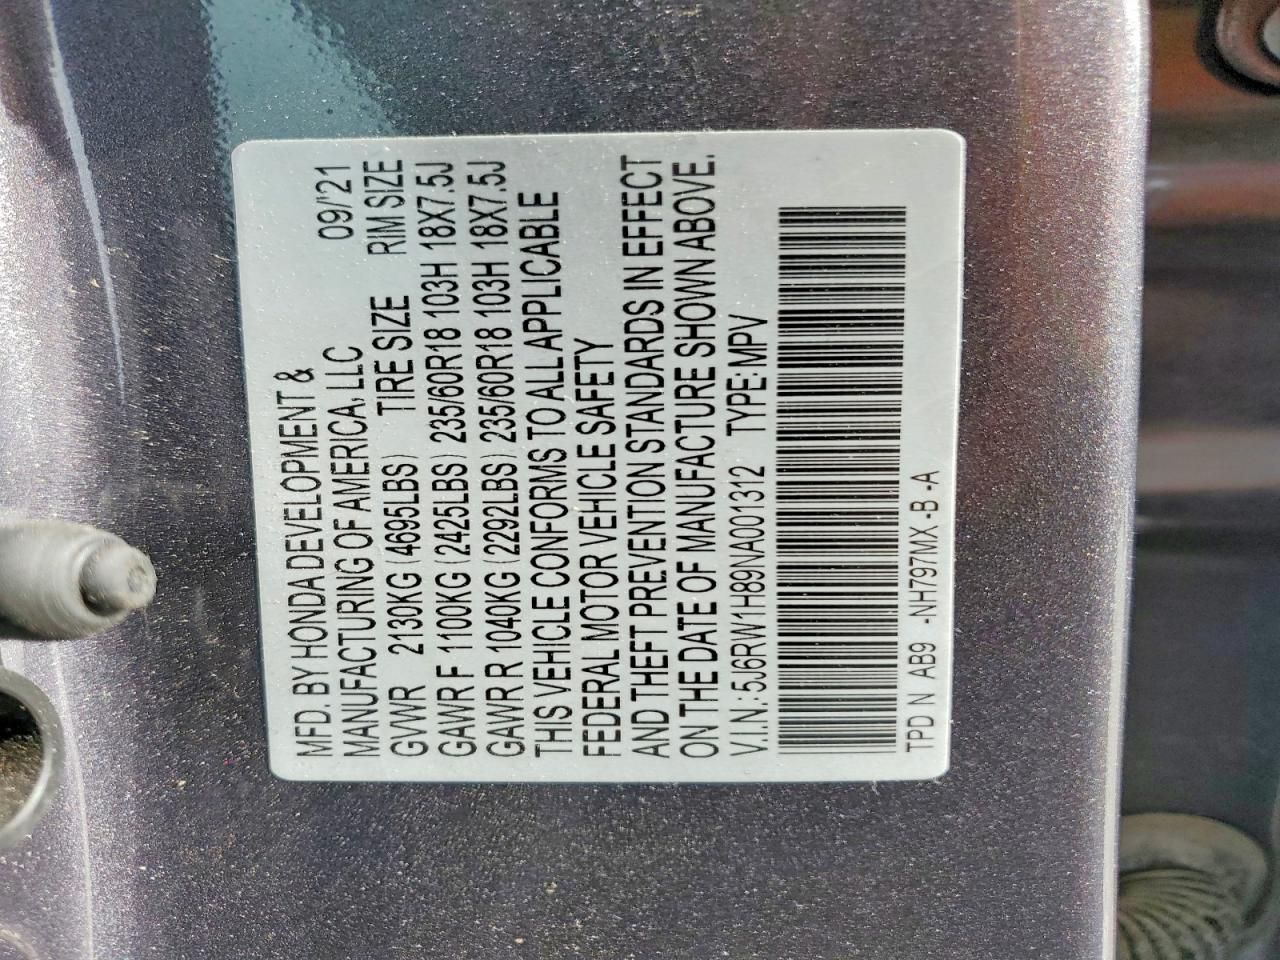 MFD. BY HONDA DEVELOPMENT &
MANUFACTURING OF AMERICA, LLC 09/'21
GVWR 2130KG (4695LBS) TIRE SIZE RIM SIZE
GAWR F 1100KG (2425LBS) 235/60R18 103H 18X7.5J
GAWR R 1040KG (2292LBS) 235/60R18 103H 18X7.5J
THIS VEHICLE CONFORMS TO ALL APPLICABLE
FEDERAL MOTOR VEHICLE SAFETY
AND THEFT PREVENTION STANDARDS IN EFFECT
ON THE DATE OF MANUFACTURE SHOWN ABOVE.
V.I.N.: 5J6RW1H89NA001312 TYPE: MPV
TPD N AB9 -NH797MX -B -A